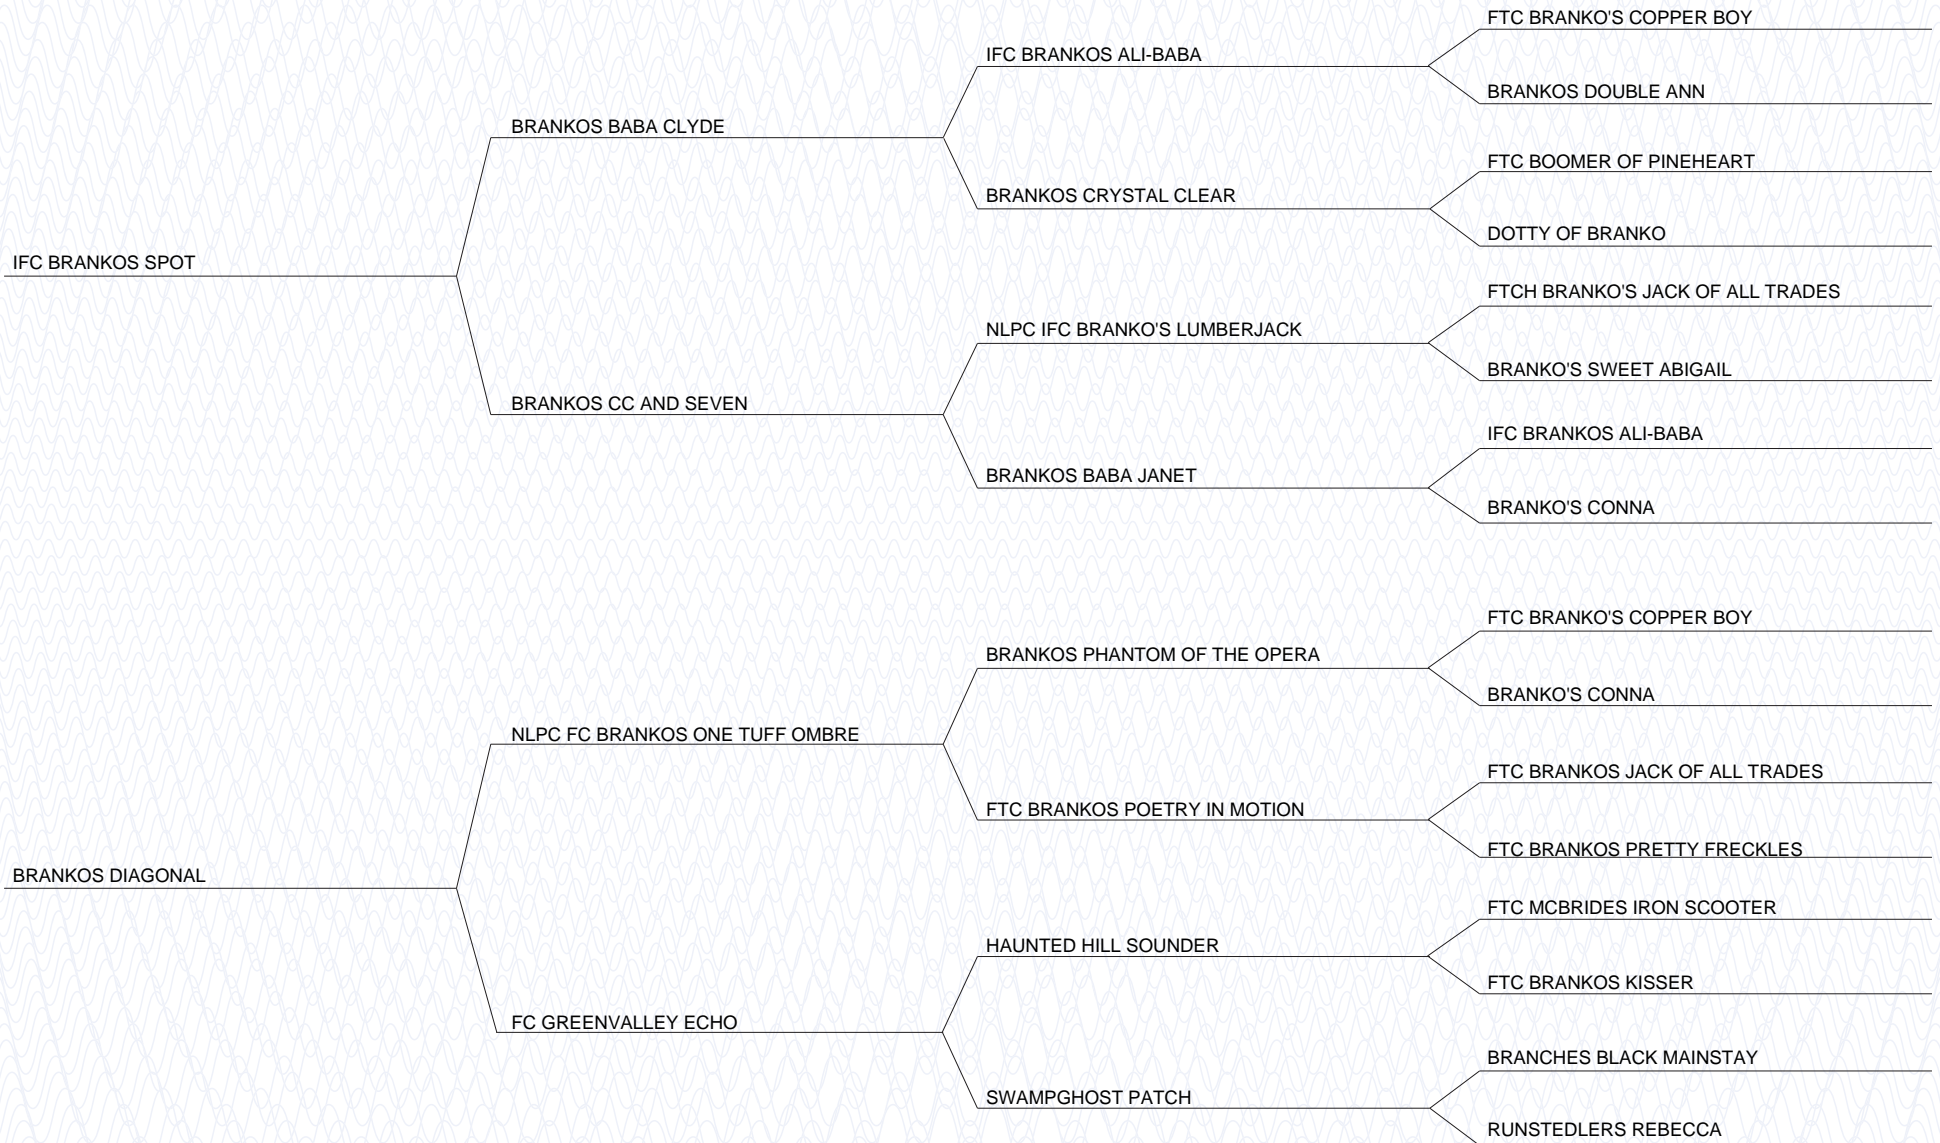 FTC BRANKO'S COPPER BOY
IFC BRANKOS ALI-BABA
BRANKOS DOUBLE ANN
BRANKOS BABA CLYDE
FTC BOOMER OF PINEHEART
BRANKOS CRYSTAL CLEAR
DOTTY OF BRANKO
IFC BRANKOS SPOT
FTCH BRANKO'S JACK OF ALL TRADES
NLPC IFC BRANKO'S LUMBERJACK
BRANKO'S SWEET ABIGAIL
BRANKOS CC AND SEVEN
IFC BRANKOS ALI-BABA
BRANKOS BABA JANET
BRANKO'S CONNA
FTC BRANKO'S COPPER BOY
BRANKOS PHANTOM OF THE OPERA
BRANKO'S CONNA
NLPC FC BRANKOS ONE TUFF OMBRE
FTC BRANKOS JACK OF ALL TRADES
FTC BRANKOS POETRY IN MOTION
FTC BRANKOS PRETTY FRECKLES
BRANKOS DIAGONAL
FTC MCBRIDES IRON SCOOTER
HAUNTED HILL SOUNDER
FTC BRANKOS KISSER
FC GREENVALLEY ECHO
BRANCHES BLACK MAINSTAY
SWAMPGHOST PATCH
RUNSTEDLERS REBECCA